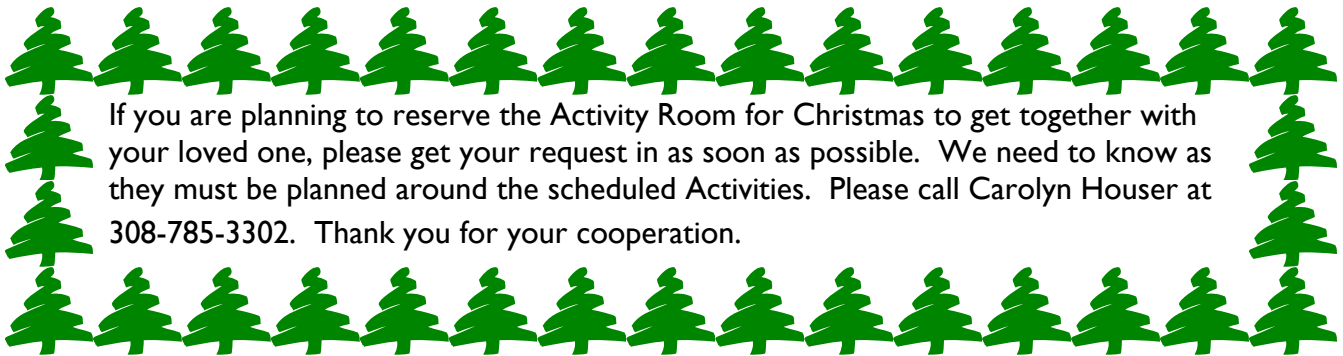 If you are planning to reserve the Activity Room for Christmas to get together with
your loved one, please get your request in as soon as possible.  We need to know as
they must be planned around the scheduled Activities.  Please call Carolyn Houser at
308-785-3302.  Thank you for your cooperation.